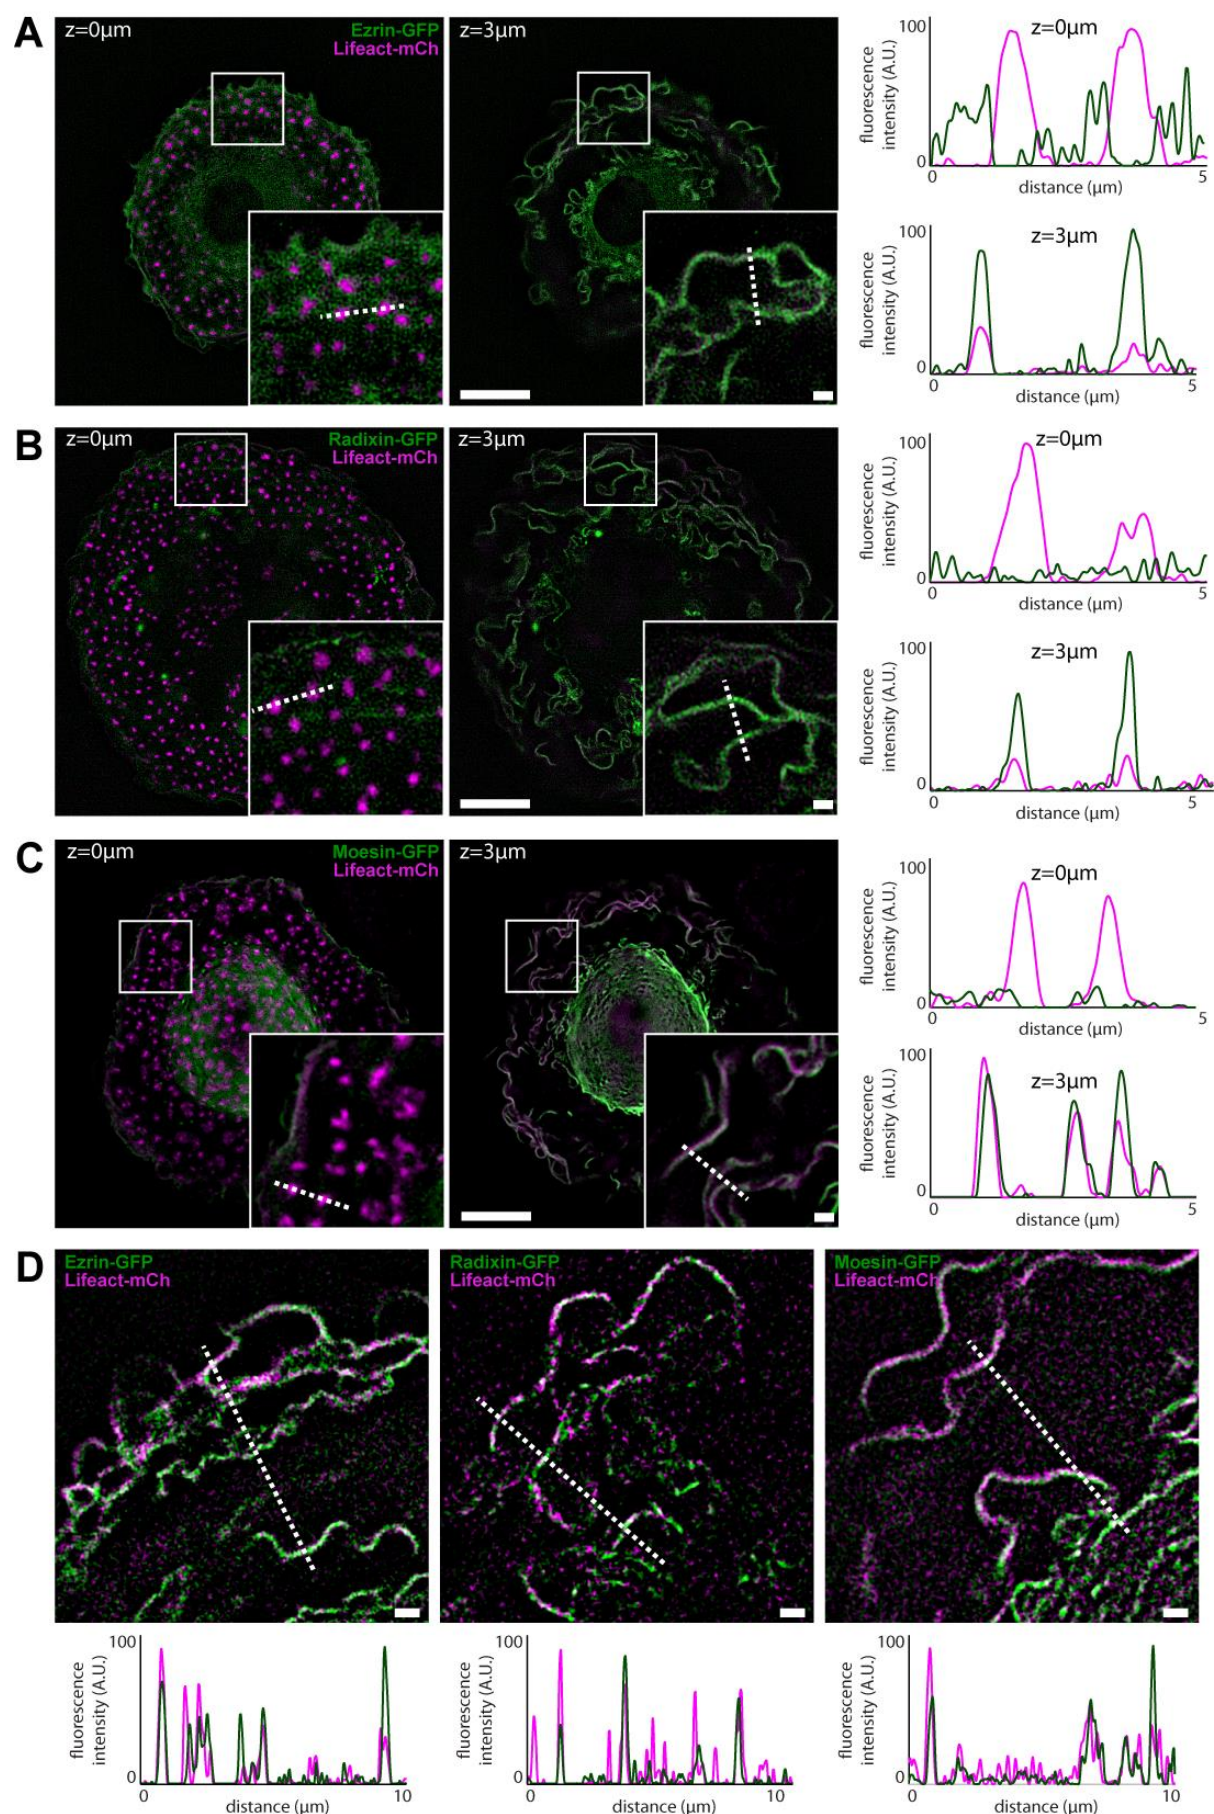 A
z=0µm
Ezrin-GFP
Lifeact-mCh
z=3µm
100
z=0µm
fluorescence
intensity (A.U.)
0
0
5
distance (µm)
100
z=3µm
fluorescence
intensity (A.U.)
0
0
5
distance (µm)
B
z=0µm
Radixin-GFP
Lifeact-mCh
z=3µm
100
z=0µm
fluorescence
intensity (A.U.)
0
0
5
distance (µm)
100
z=3µm
fluorescence
intensity (A.U.)
0
0
5
distance (µm)
C
z=0µm
Moesin-GFP
Lifeact-mCh
z=3µm
100
z=0µm
fluorescence
intensity (A.U.)
0
0
5
distance (µm)
100
z=3µm
fluorescence
intensity (A.U.)
0
0
5
distance (µm)
D
Ezrin-GFP
Lifeact-mCh
Radixin-GFP
Lifeact-mCh
Moesin-GFP
Lifeact-mCh
100
fluorescence
intensity (A.U.)
0
0
10
distance (µm)
100
fluorescence
intensity (A.U.)
0
0
10
distance (µm)
100
fluorescence
intensity (A.U.)
0
0
10
distance (µm)